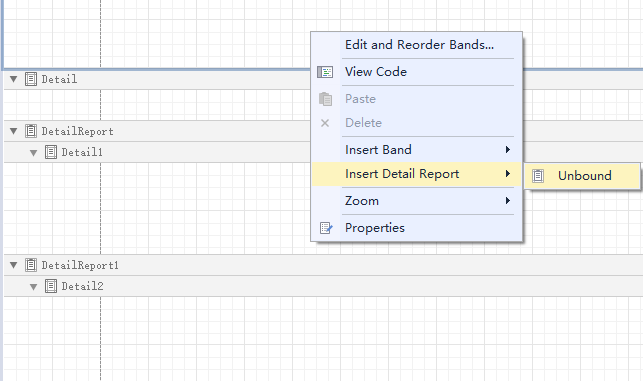 Edit and Reorder Bands...
View Code
Detail
Paste
Delete
DetailReport
Insert Band
Detail1
Insert Detail Report
Unbound
Zoom
Properties
DetailReport1
Detail2